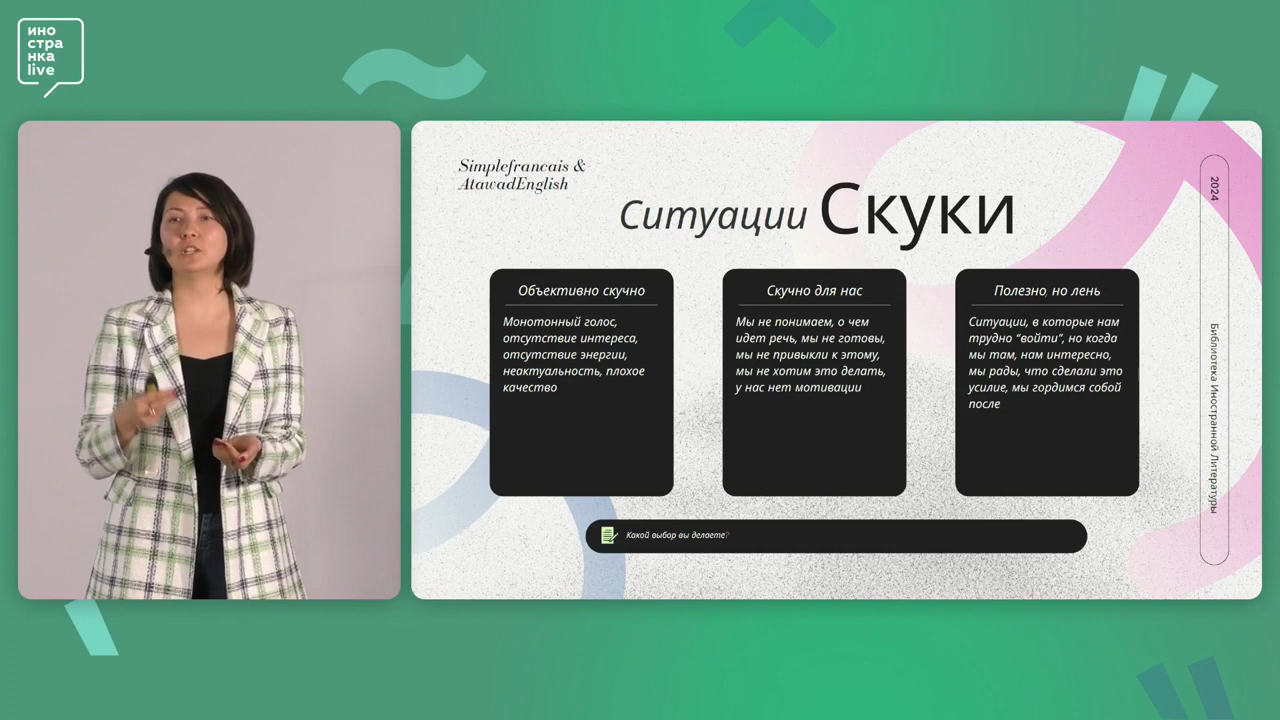 ино
стра
нка
live
Simplefrancais &
AtawadEnglish
Ситуации Скуки
2024
Библиотека Иностранной Литературы
Объективно скучно
Монотонный голос,
отсутствие интереса,
отсутствие энергии,
неактуальность, плохое
качество
Скучно для нас
Мы не понимаем, о чем
идет речь, мы не готовы,
мы не привыкли к этому,
мы не хотим это делать,
у нас нет мотивации
Полезно, но лень
Ситуации, в которые нам
трудно “войти”, но когда
мы там, нам интересно,
мы рады, что сделали это
усилие, мы гордимся собой
после
Какой выбор вы делаете?